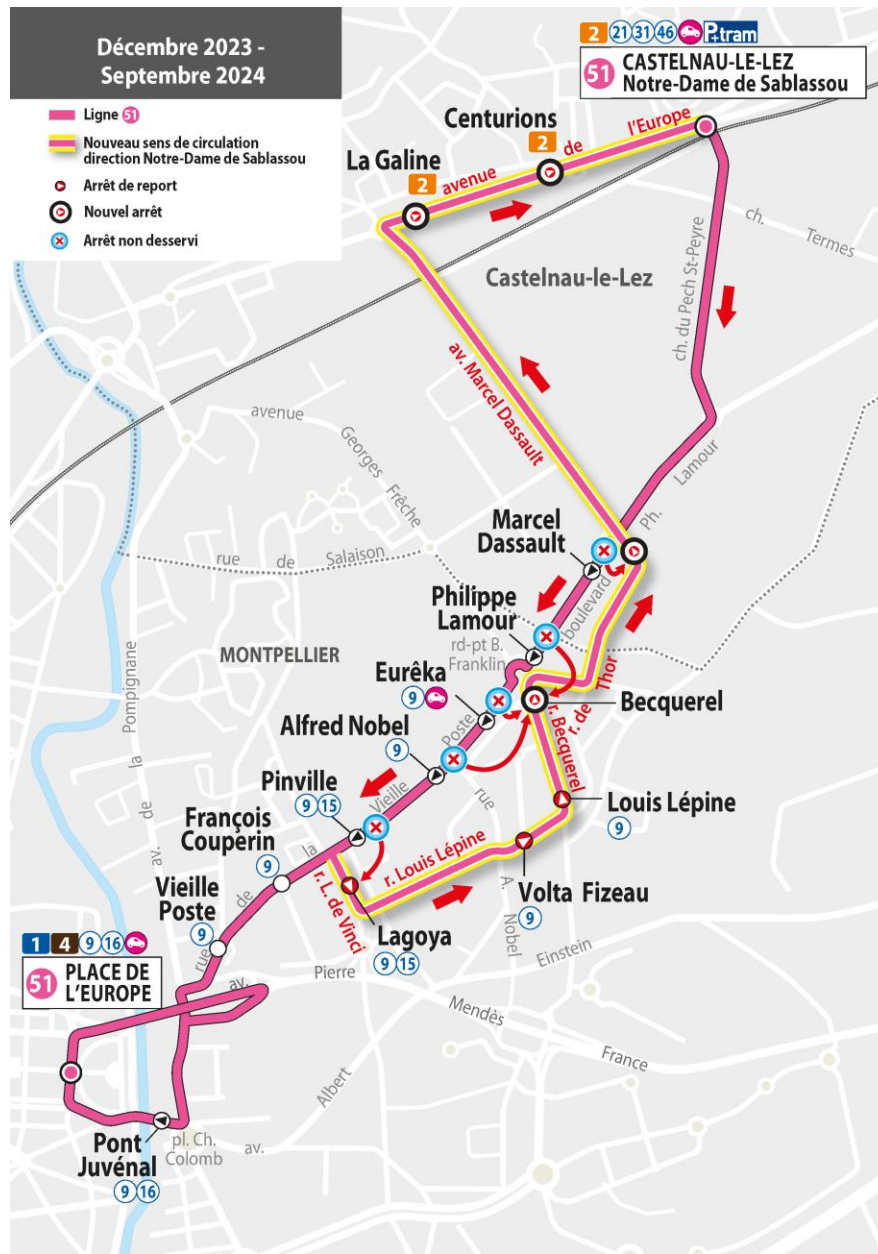 Décembre 2023 -
Septembre 2024
Ligne 51
Nouveau sens de circulation
direction Notre-Dame de Sablassou
Arrêt de report
Nouvel arrêt
Arrêt non desservi
2 21 31 46 P+tram
51 CASTELNAU-LE-LEZ
Notre-Dame de Sablassou
Centurions
2
La Galine
2
avenue de l'Europe
ch. Termes
Castelnau-le-Lez
ch. du Pech St-Peyre
av. Marcel Dassault
avenue Georges Frêche
rue de Salaison
Marcel
Dassault
boulevard Ph. Lamour
Philippe
Lamour
rd-pt B.
Franklin
MONTPELLIER
Eurêka
9
Becquerel
r. de Thor
r. Becquerel
Alfred Nobel
9
Pinville
9 15
Louis Lépine
9
François
Couperin
9
r. Louis Lépine
rue A. Nobel
Volta Fizeau
9
Vieille
Poste
9
rue de la Vieille Poste
r. L. de Vinci
Lagoya
9 15
av. de la Pompignane
Einstein
1 4 9 16
51 PLACE DE
L'EUROPE
av. Pierre Mendès France
Pont
Juvénal
9 16
pl. Ch.
Colomb
av. Albert